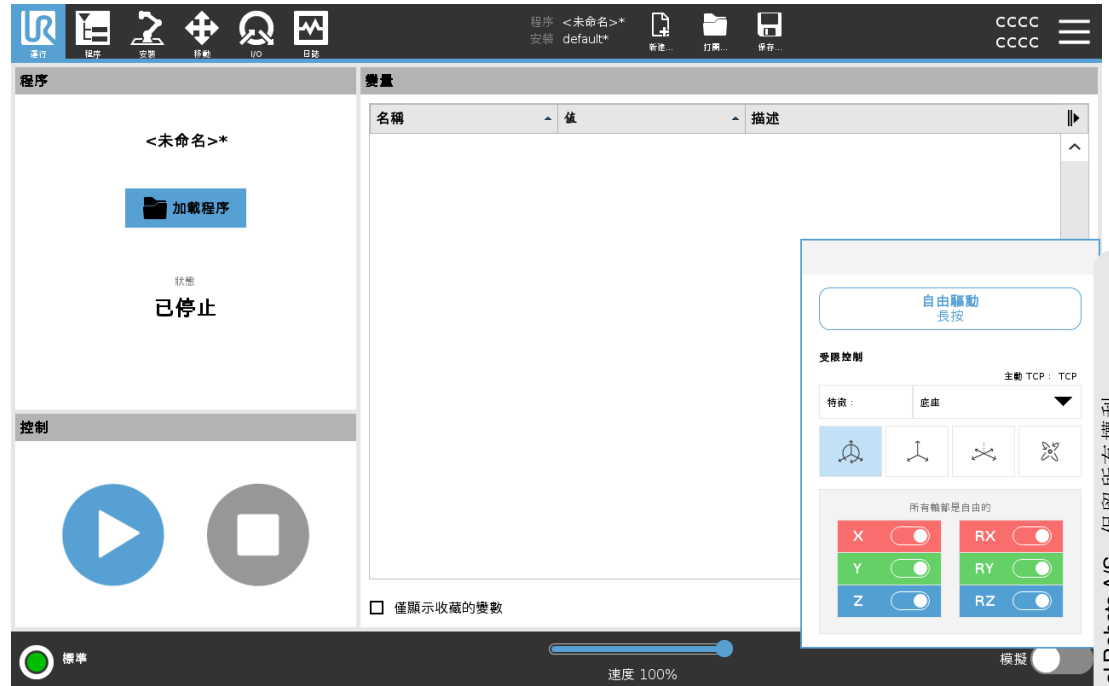 運行
程序
安裝
移動
I/O
日誌
程序 <未命名>*
安裝 default*
新建...
打開...
保存...
CCCC
CCCC
程序
<未命名>*
加載程序
狀態
已停止
控制
變量
名稱
值
描述
僅顯示收藏的變數
自由驅動
長按
受限控制
主動 TCP : TCP
特徵 :
底座
所有軸都是自由的
X
RX
Y
RY
Z
RZ
標準
速度 100%
模擬